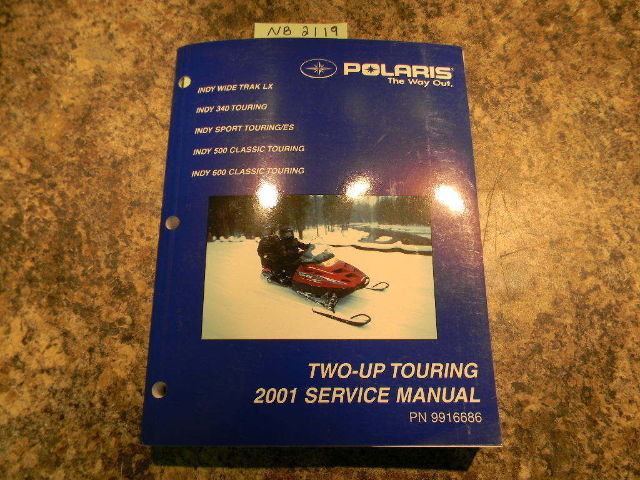 NB 2119
POLARIS
The Way Out.
INDY WIDE TRAK LX
INDY 340 TOURING
INDY SPORT TOURING/ES
INDY 500 CLASSIC TOURING
INDY 600 CLASSIC TOURING
TWO-UP TOURING
2001 SERVICE MANUAL
PN 9916686